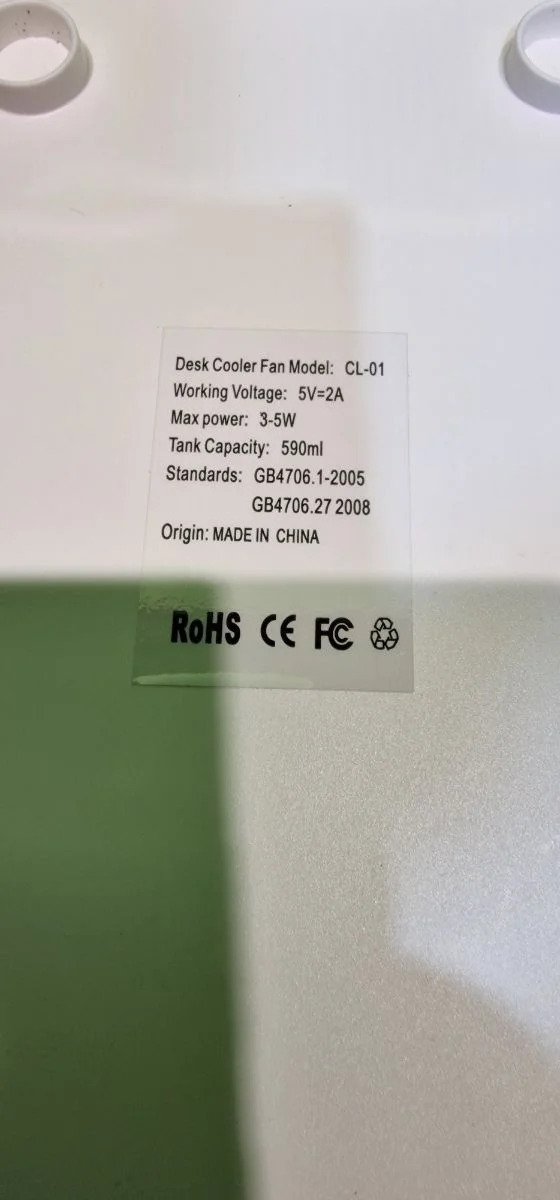 Desk Cooler Fan Model: CL-01
Working Voltage: 5V=2A
Max power: 3-5W
Tank Capacity: 590ml
Standards: GB4706.1-2005
GB4706.27 2008
Origin: MADE IN CHINA
RoHS CE FC